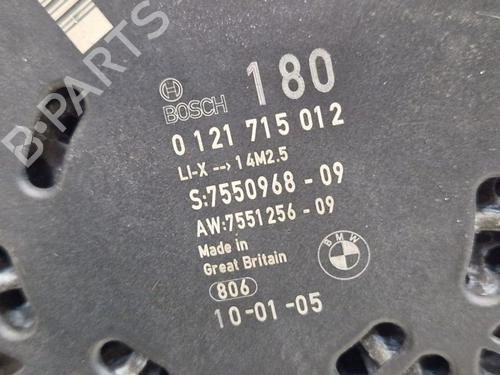 B-PARTS
BOSCH 180
0 121 715 012
LI-X --> 14M2.5
S:7550968-09
AW:7551256-09
Made in
Great Britain
BMW
806
10-01-05